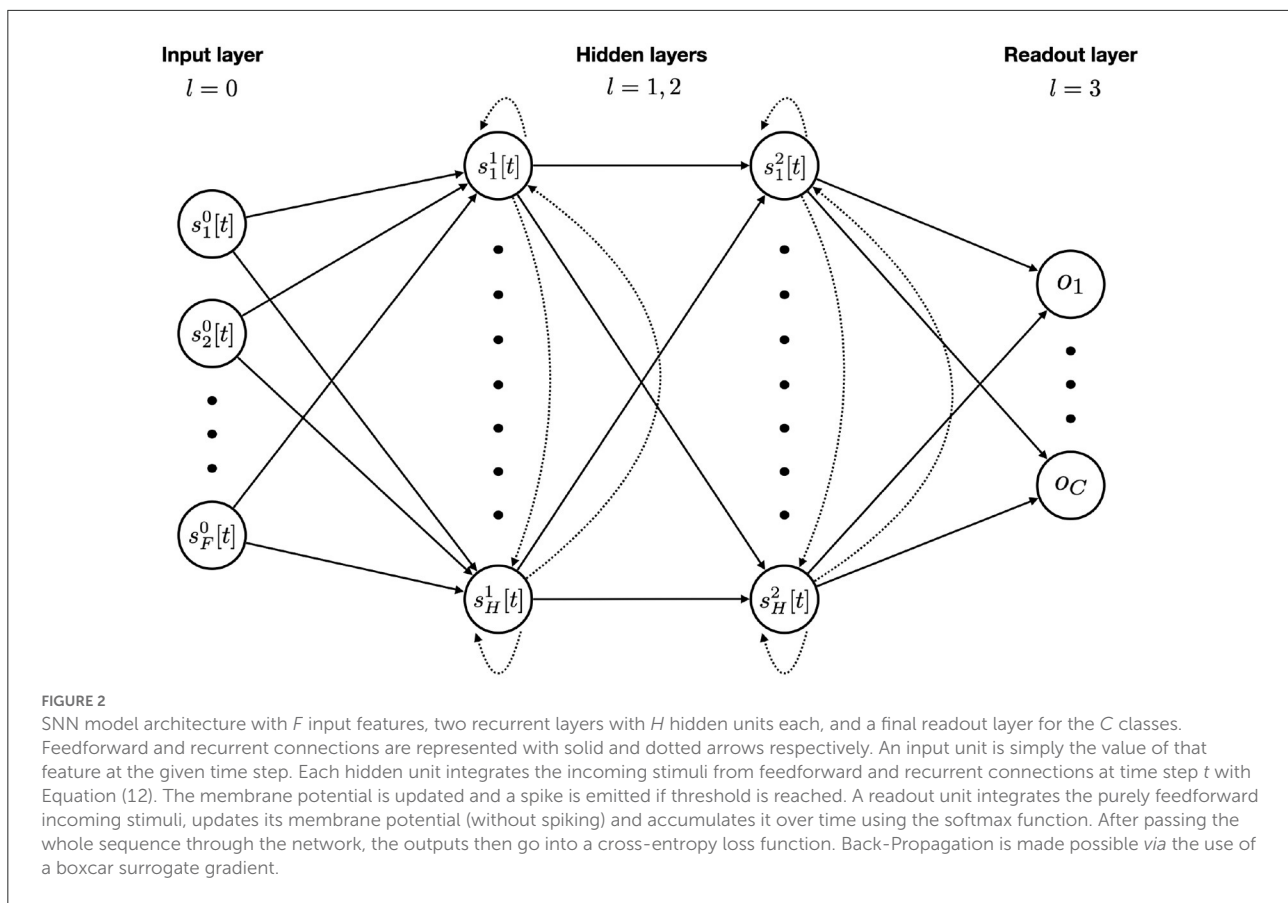 Input layer
l = 0
Hidden layers
l = 1, 2
Readout layer
l = 3
s_1^1[t]
s_1^2[t]
s_1^0[t]
o_1
s_2^0[t]
o_C
s_F^0[t]
s_H^1[t]
s_H^2[t]
FIGURE 2
SNN model architecture with F input features, two recurrent layers with H hidden units each, and a final readout layer for the C classes.
Feedforward and recurrent connections are represented with solid and dotted arrows respectively. An input unit is simply the value of that
feature at the given time step. Each hidden unit integrates the incoming stimuli from feedforward and recurrent connections at time step t with
Equation (12). The membrane potential is updated and a spike is emitted if threshold is reached. A readout unit integrates the purely feedforward
incoming stimuli, updates its membrane potential (without spiking) and accumulates it over time using the softmax function. After passing the
whole sequence through the network, the outputs then go into a cross-entropy loss function. Back-Propagation is made possible via the use of
a boxcar surrogate gradient.